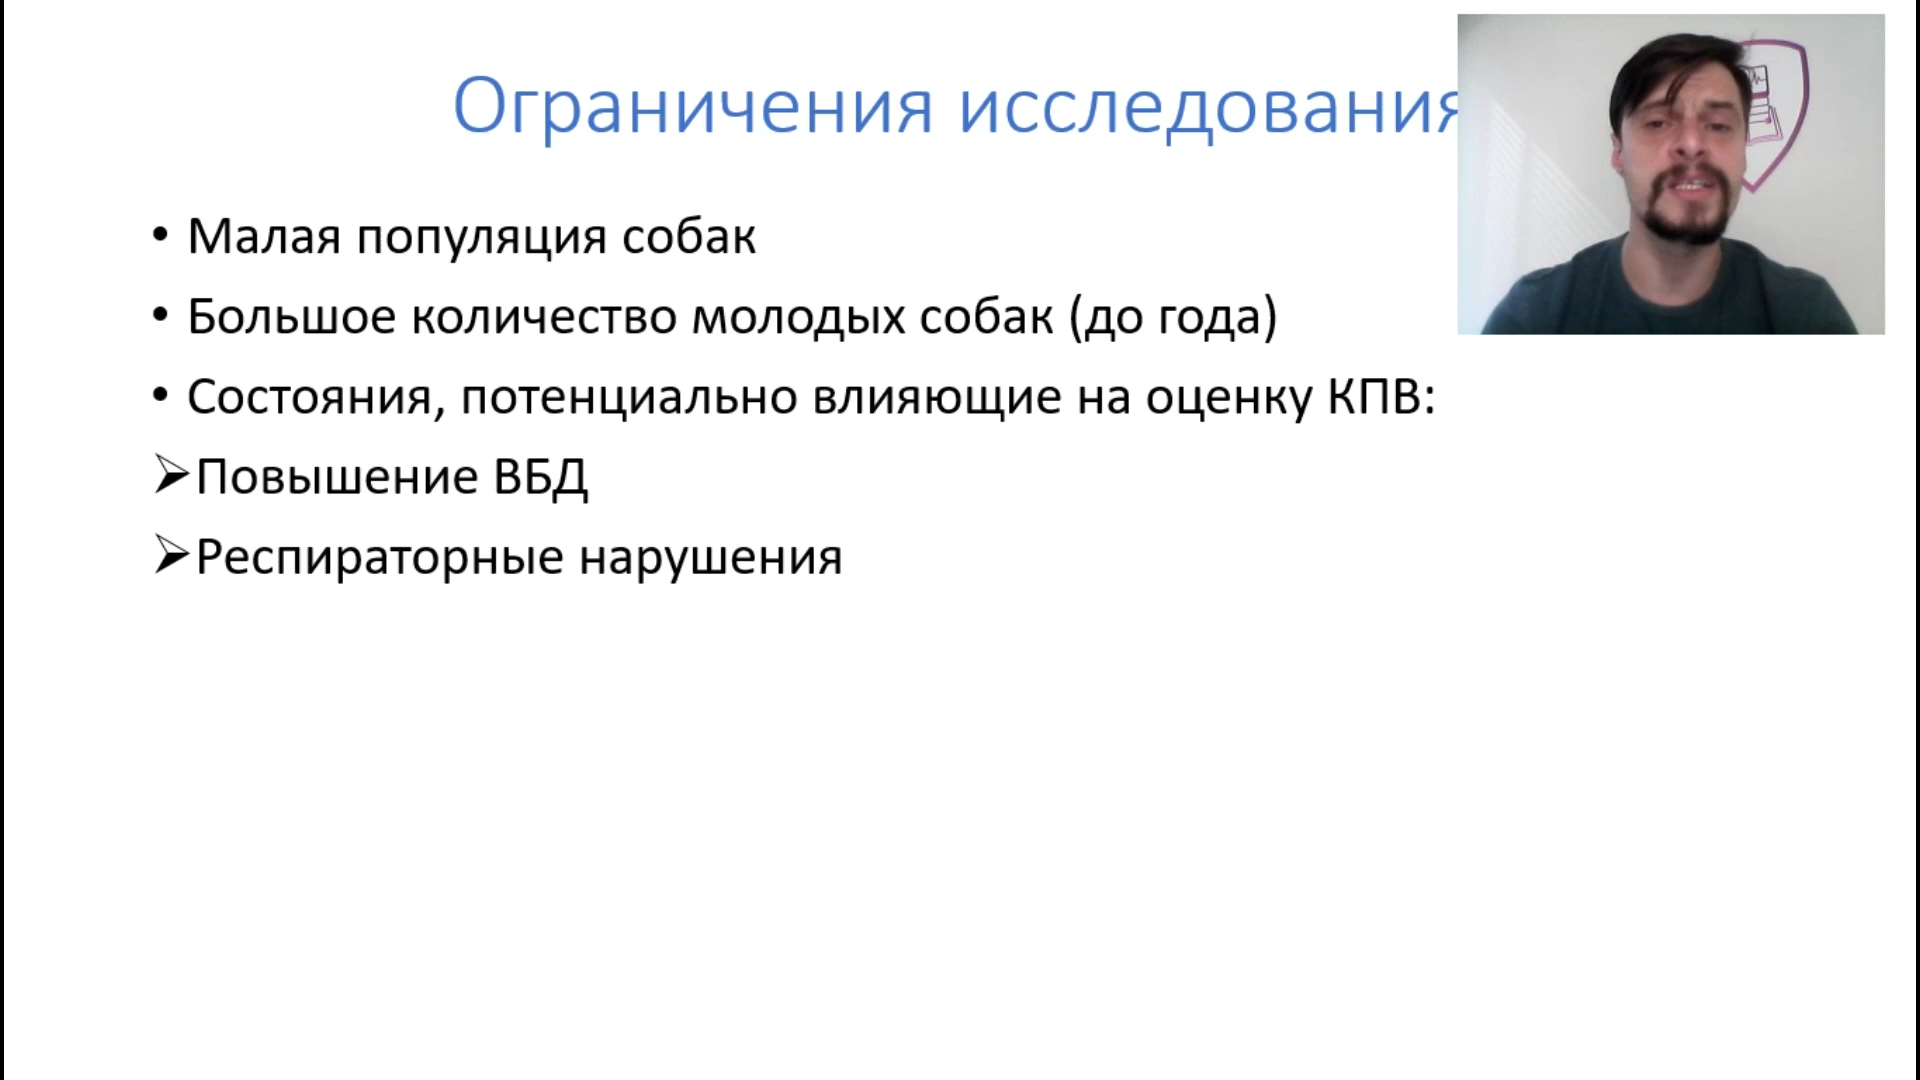 Ограничения исследования
• Малая популяция собак
• Большое количество молодых собак (до года)
• Состояния, потенциально влияющие на оценку КПВ:
➢Повышение ВБД
➢Респираторные нарушения